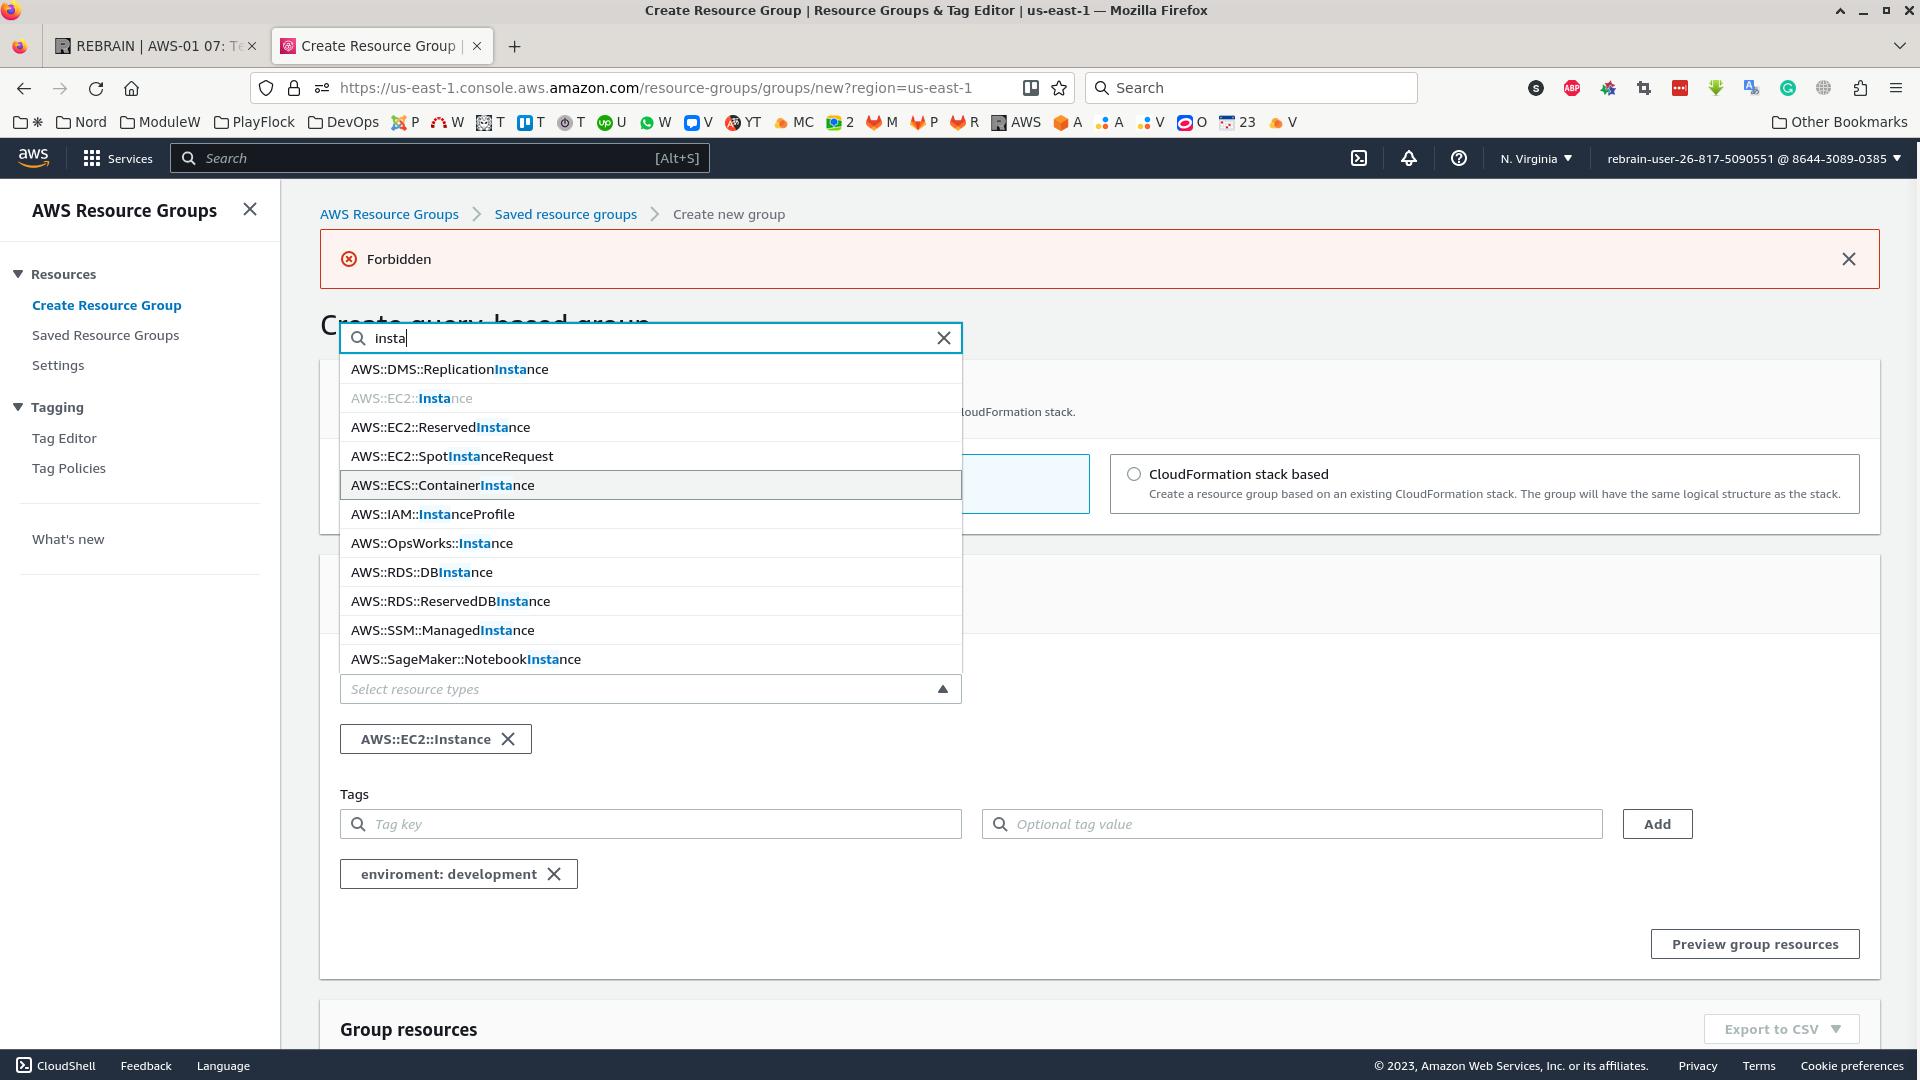 Create Resource Group | Resource Groups & Tag Editor | us-east-1 — Mozilla Firefox
REBRAIN | AWS-01 07: Te
Create Resource Group |
https://us-east-1.console.aws.amazon.com/resource-groups/groups/new?region=us-east-1
Search
S
ABP
Nord
ModuleW
PlayFlock
DevOps
P
W
T
T
T
U
W
V
YT
MC
2
M
P
R
AWS
A
A
V
O
23
V
Other Bookmarks
aws
Services
Search
[Alt+S]
N. Virginia
rebrain-user-26-817-5090551 @ 8644-3089-0385
AWS Resource Groups
Resources
Create Resource Group
Saved Resource Groups
Settings
Tagging
Tag Editor
Tag Policies
What's new
AWS Resource Groups
Saved resource groups
Create new group
Forbidden
Create query-based group
insta
AWS::DMS::ReplicationInstance
AWS::EC2::Instance
AWS::EC2::ReservedInstance
AWS::EC2::SpotInstanceRequest
AWS::ECS::ContainerInstance
AWS::IAM::InstanceProfile
AWS::OpsWorks::Instance
AWS::RDS::DBInstance
AWS::RDS::ReservedDBInstance
AWS::SSM::ManagedInstance
AWS::SageMaker::NotebookInstance
loudFormation stack.
CloudFormation stack based
Create a resource group based on an existing CloudFormation stack. The group will have the same logical structure as the stack.
Select resource types
AWS::EC2::Instance
Tags
Tag key
Optional tag value
Add
enviroment: development
Preview group resources
Group resources
Export to CSV
CloudShell
Feedback
Language
© 2023, Amazon Web Services, Inc. or its affiliates.
Privacy
Terms
Cookie preferences